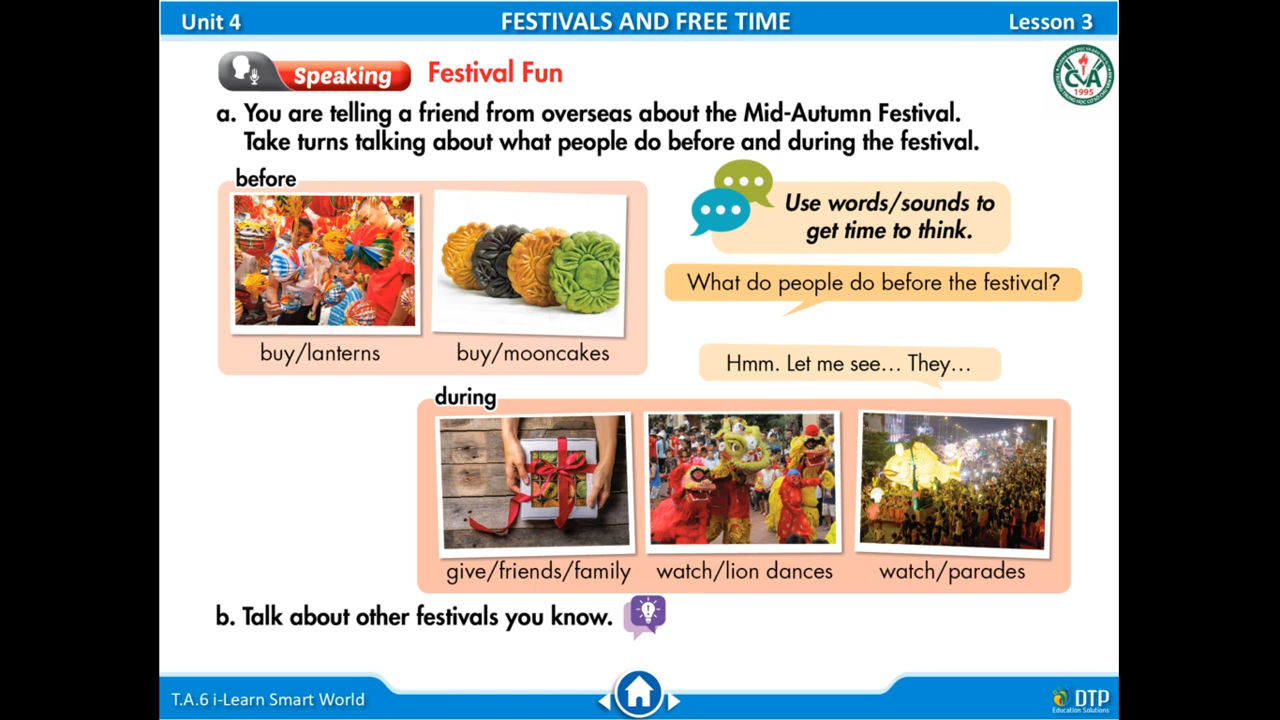 Unit 4
FESTIVALS AND FREE TIME
Lesson 3
Speaking
Festival Fun
CVA
1995
a. You are telling a friend from overseas about the Mid-Autumn Festival.
Take turns talking about what people do before and during the festival.
before
buy/lanterns
buy/mooncakes
Use words/sounds to
get time to think.
What do people do before the festival?
Hmm. Let me see... They...
during
give/friends/family
watch/lion dances
watch/parades
b. Talk about other festivals you know.
T.A.6 i-Learn Smart World
DTP
Education Solutions